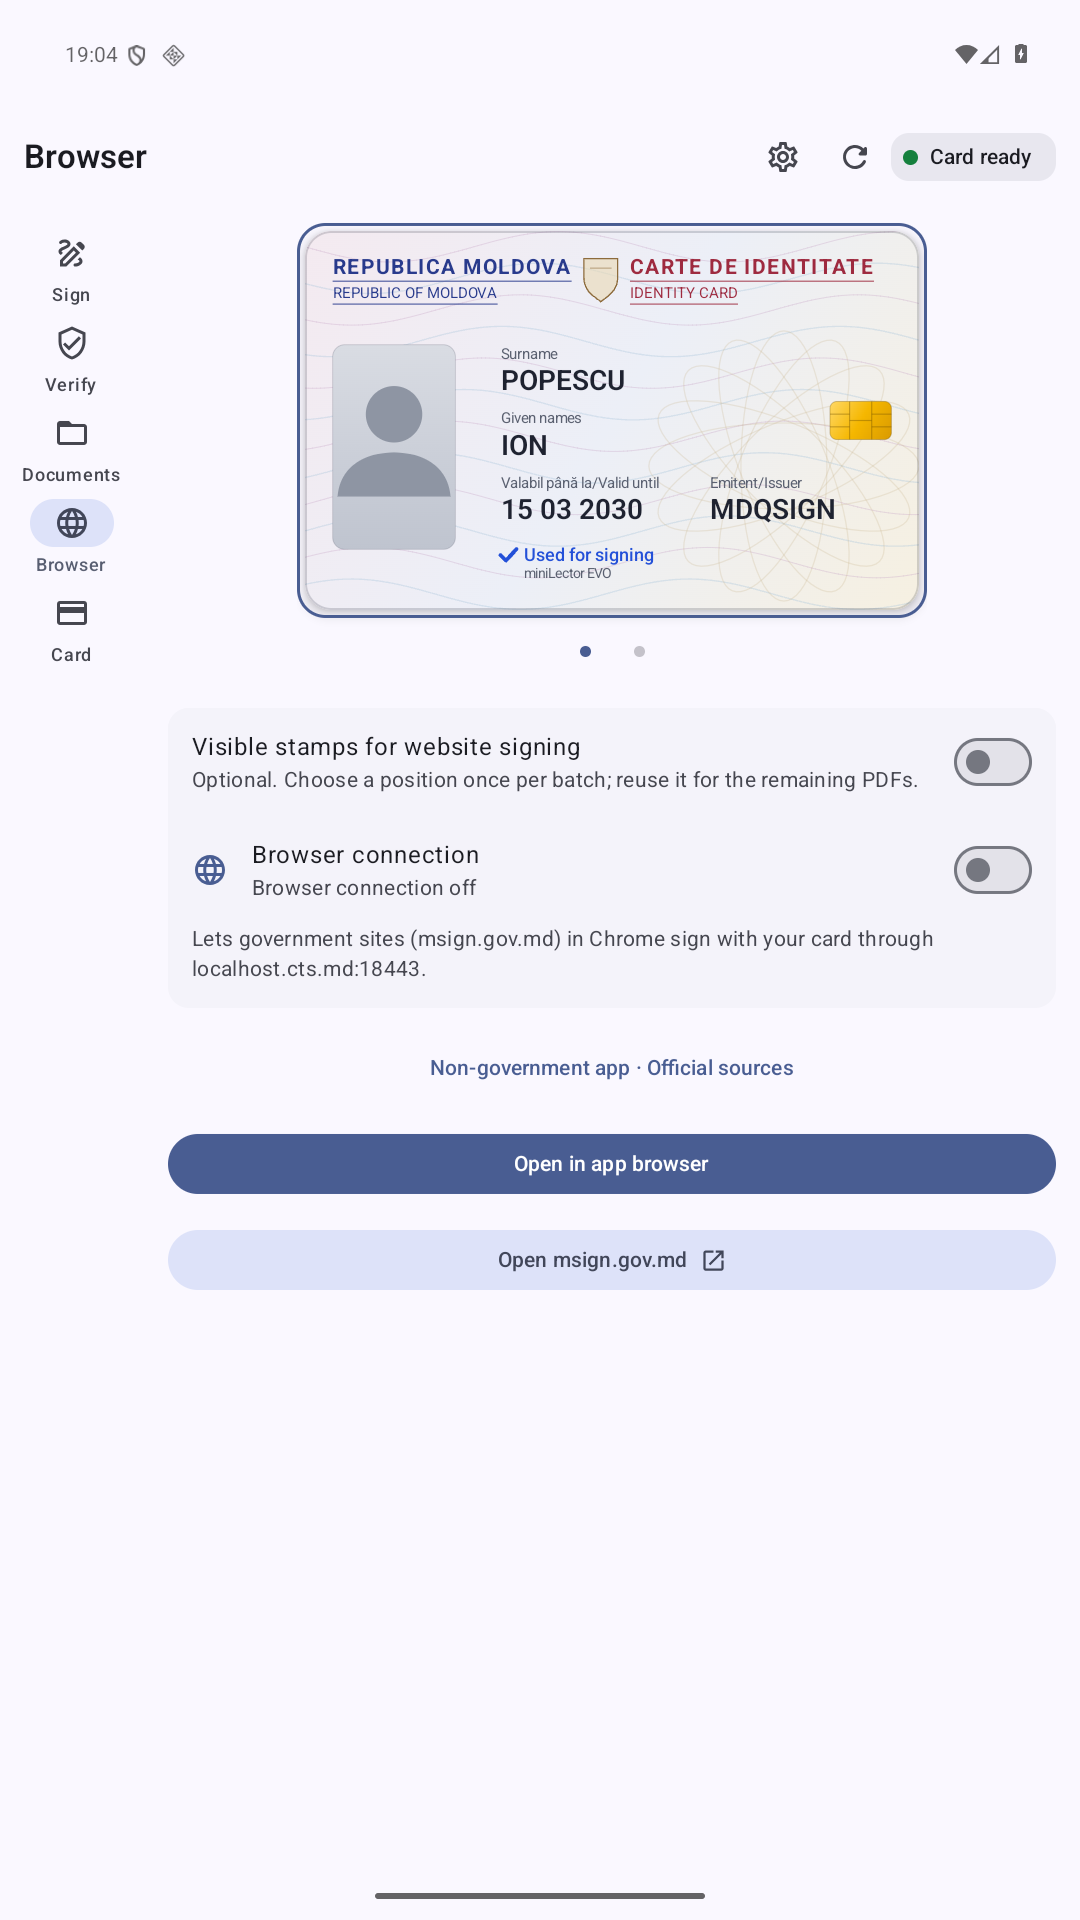 19:04
Browser
Card ready
Sign
Verify
Documents
Browser
Card
REPUBLICA MOLDOVA
REPUBLIC OF MOLDOVA
CARTE DE IDENTITATE
IDENTITY CARD
Surname
POPESCU
Given names
ION
Valabil până la/Valid until
15 03 2030
Emitent/Issuer
MDQSIGN
Used for signing
miniLector EVO
Visible stamps for website signing
Optional. Choose a position once per batch; reuse it for the remaining PDFs.
Browser connection
Browser connection off
Lets government sites (msign.gov.md) in Chrome sign with your card through
localhost.cts.md:18443.
Non-government app · Official sources
Open in app browser
Open msign.gov.md